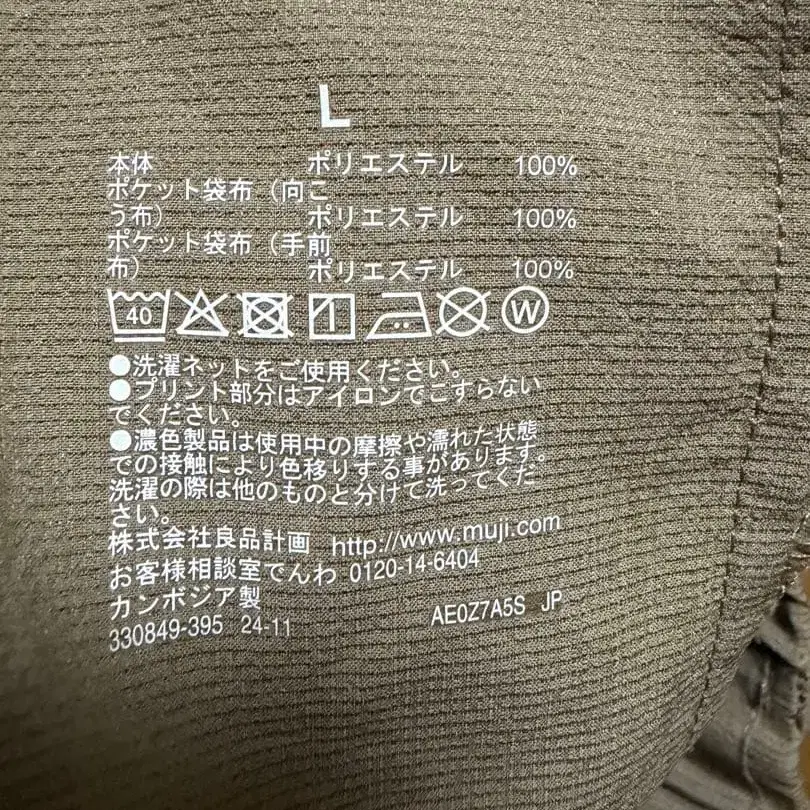 L
本体 ポリエステル 100%
ポケット袋布（向こ
う布） ポリエステル 100%
ポケット袋布（手前
布） ポリエステル 100%
40 W
●洗濯ネットをご使用ください。
●プリント部分はアイロンでこすらない
でください。
●濃色製品は使用中の摩擦や濡れた状態
での接触により色移りする事があります。
洗濯の際は他のものと分けて洗ってくだ
さい。
株式会社良品計画 http://www.muji.com
お客様相談室でんわ 0120-14-6404
カンボジア製
330849-395 24-11 AE0Z7A5S JP